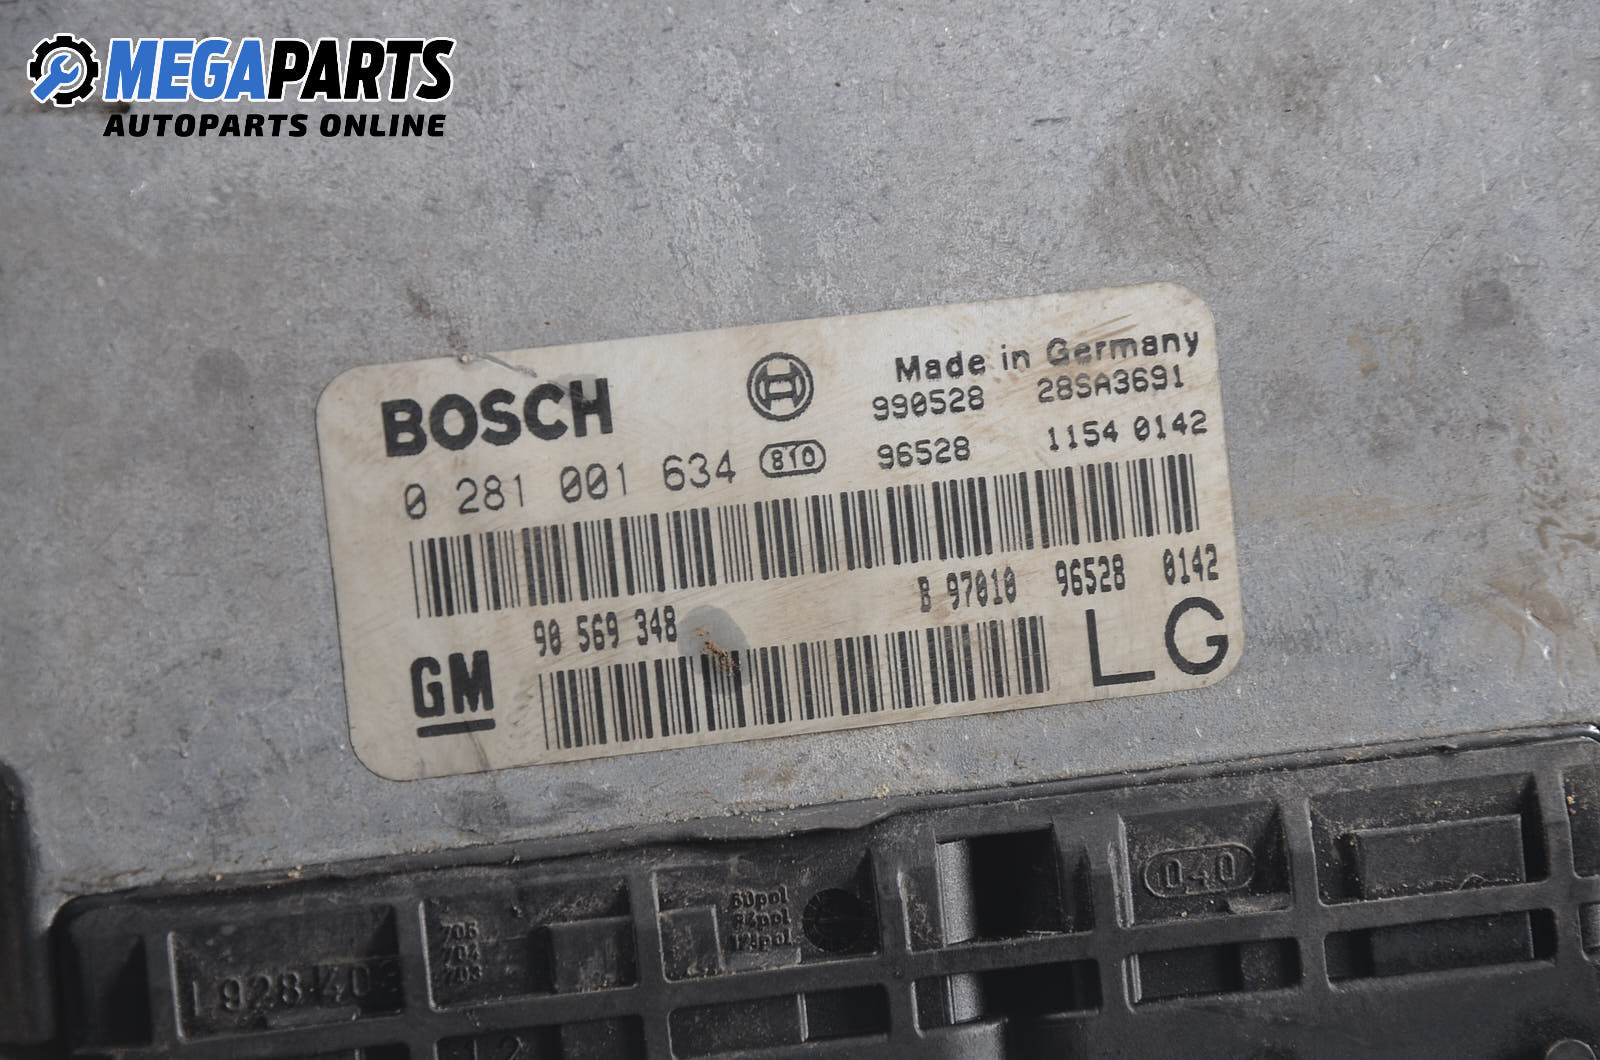 MEGAPARTS
AUTOPARTS ONLINE
BOSCH
Made in Germany
990528 28SA3691
0 281 001 634 810 96528 1154 0142
90 569 348 B 97010 96528 0142
GM LG
040
60pol